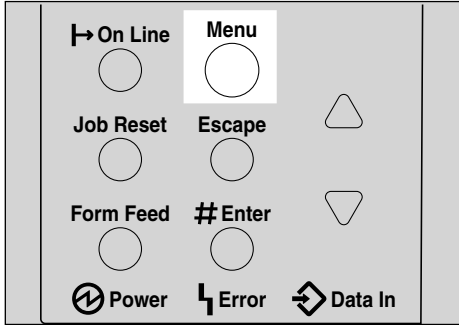 On Line Menu
Job Reset Escape
Form Feed # Enter
Power Error Data In